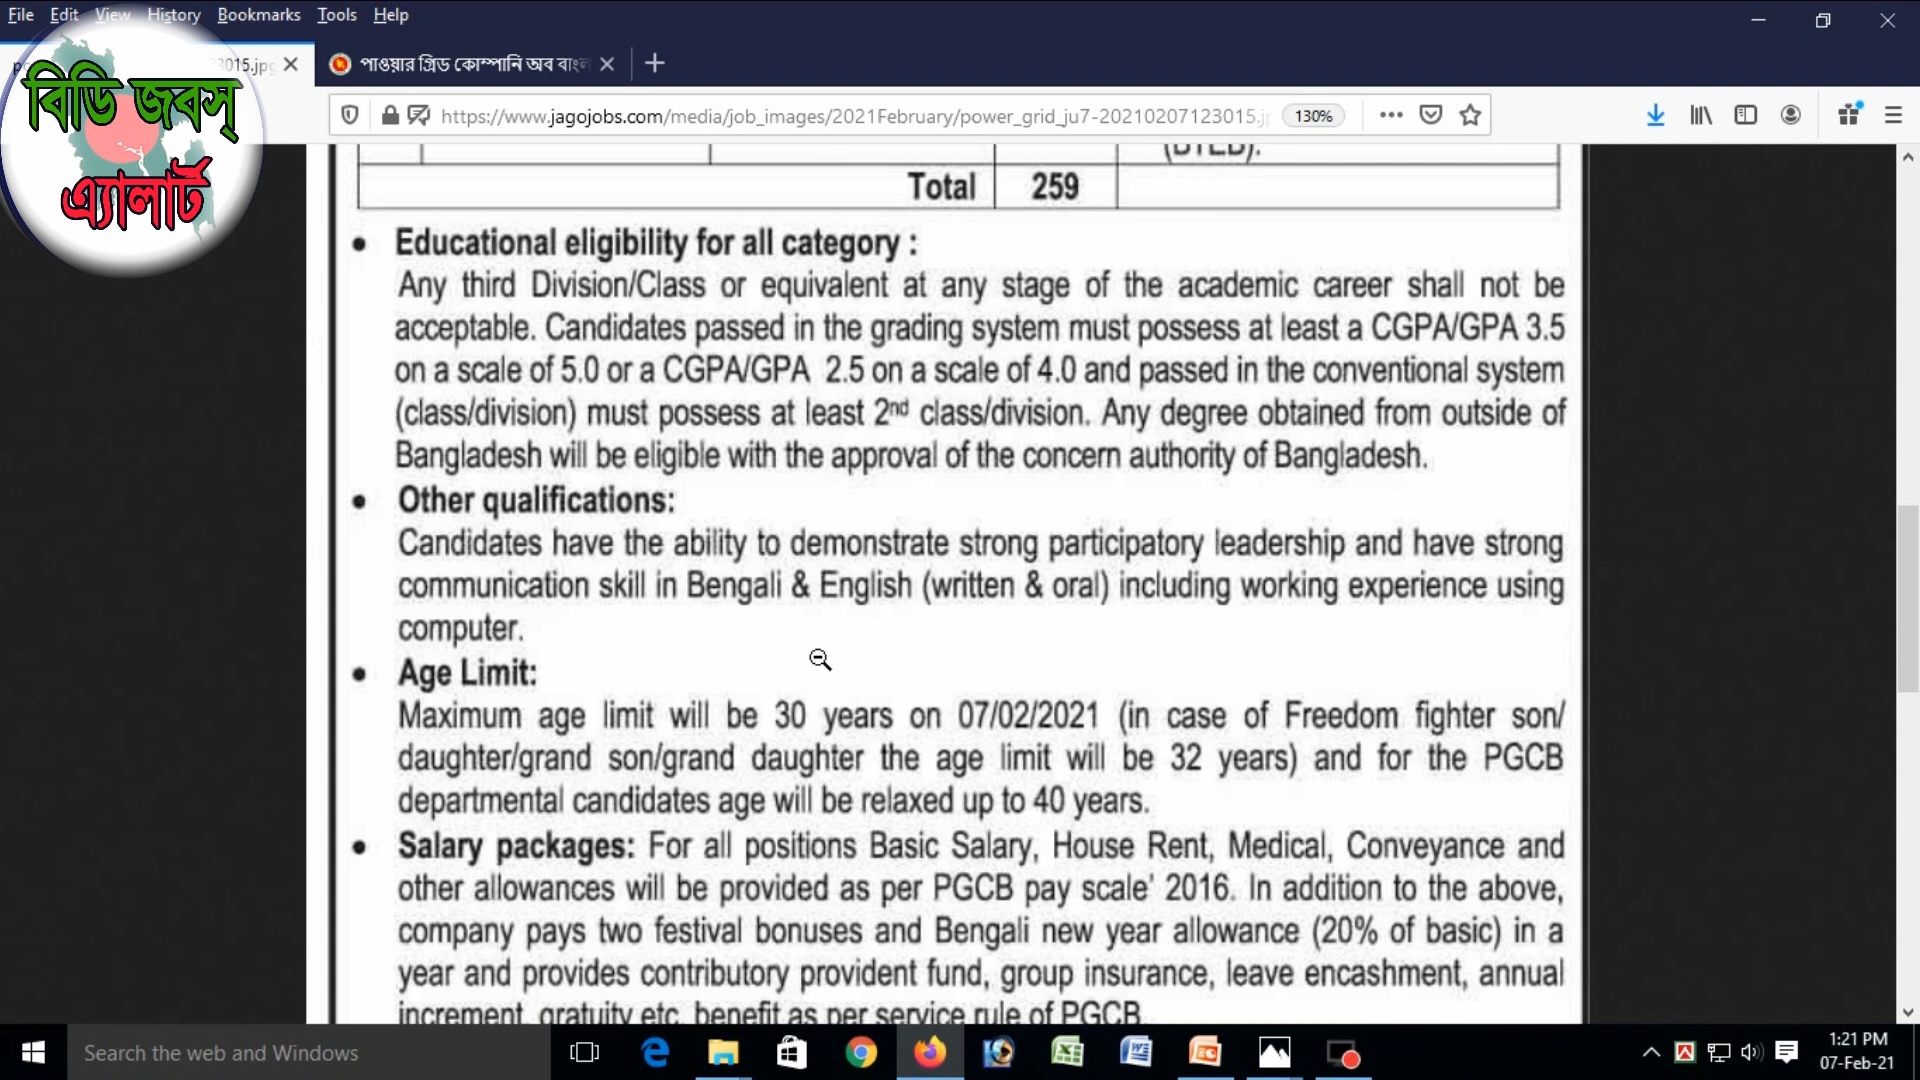 File Edit View History Bookmarks Tools Help
3015.jpg
পাওয়ার গ্রিড কোম্পানি অব বাংল
বিডি জবস্
এ্যালার্ট
https://www.jagojobs.com/media/job_images/2021February/power_grid_ju7-20210207123015.j
130%
(BTEB).
Total 259
• Educational eligibility for all category :
Any third Division/Class or equivalent at any stage of the academic career shall not be
acceptable. Candidates passed in the grading system must possess at least a CGPA/GPA 3.5
on a scale of 5.0 or a CGPA/GPA 2.5 on a scale of 4.0 and passed in the conventional system
(class/division) must possess at least 2nd class/division. Any degree obtained from outside of
Bangladesh will be eligible with the approval of the concern authority of Bangladesh.
• Other qualifications:
Candidates have the ability to demonstrate strong participatory leadership and have strong
communication skill in Bengali & English (written & oral) including working experience using
computer.
• Age Limit:
Maximum age limit will be 30 years on 07/02/2021 (in case of Freedom fighter son/
daughter/grand son/grand daughter the age limit will be 32 years) and for the PGCB
departmental candidates age will be relaxed up to 40 years.
• Salary packages: For all positions Basic Salary, House Rent, Medical, Conveyance and
other allowances will be provided as per PGCB pay scale' 2016. In addition to the above,
company pays two festival bonuses and Bengali new year allowance (20% of basic) in a
year and provides contributory provident fund, group insurance, leave encashment, annual
increment, gratuity etc. benefit as per service rule of PGCB.
Search the web and Windows
1:21 PM
07-Feb-21